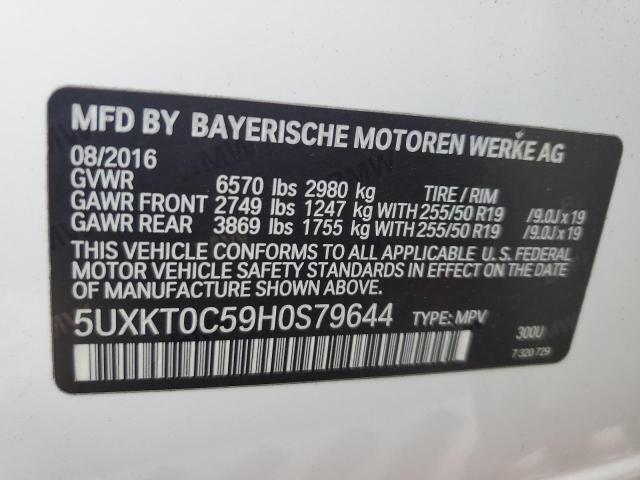 MFD BY BAYERISCHE MOTOREN WERKE AG
08/2016
GVWR 6570 lbs 2980 kg TIRE / RIM
GAWR FRONT 2749 lbs 1247 kg WITH 255/50 R19 /9.0J x 19
GAWR REAR 3869 lbs 1755 kg WITH 255/50 R19 /9.0J x 19
THIS VEHICLE CONFORMS TO ALL APPLICABLE U. S. FEDERAL
MOTOR VEHICLE SAFETY STANDARDS IN EFFECT ON THE DATE
OF MANUFACTURE SHOWN ABOVE.
5UXKT0C59H0S79644 TYPE: MPV 300U
7 320 729